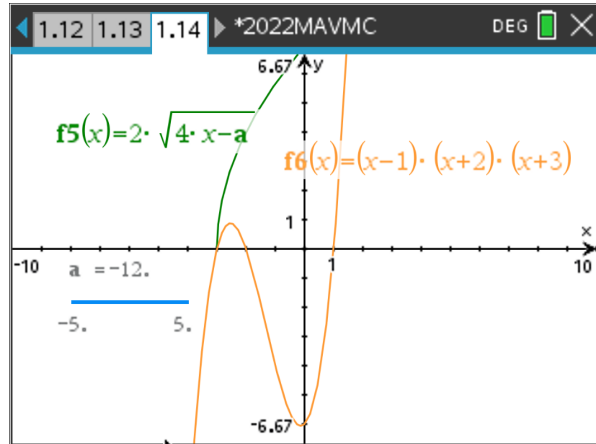 1.12 1.13 1.14 *2022MAVMC DEG
6.67 y
f5(x)=2· √4·x−a
f6(x)=(x−1)· (x+2)· (x+3)
1
x
-10
1
10
a =-12.
-5. 5.
-6.67